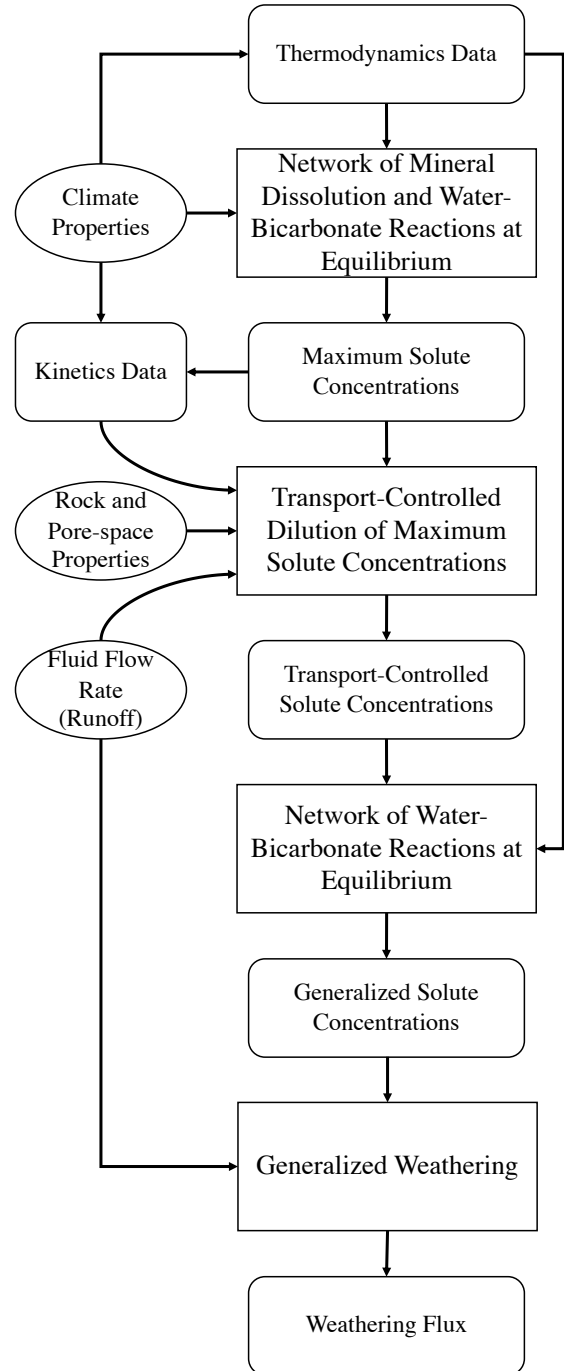 Thermodynamics Data
Network of Mineral
Dissolution and Water-
Bicarbonate Reactions at
Equilibrium
Climate
Properties
Kinetics Data
Maximum Solute
Concentrations
Rock and
Pore-space
Properties
Transport-Controlled
Dilution of Maximum
Solute Concentrations
Fluid Flow
Rate
(Runoff)
Transport-Controlled
Solute Concentrations
Network of Water-
Bicarbonate Reactions at
Equilibrium
Generalized Solute
Concentrations
Generalized Weathering
Weathering Flux